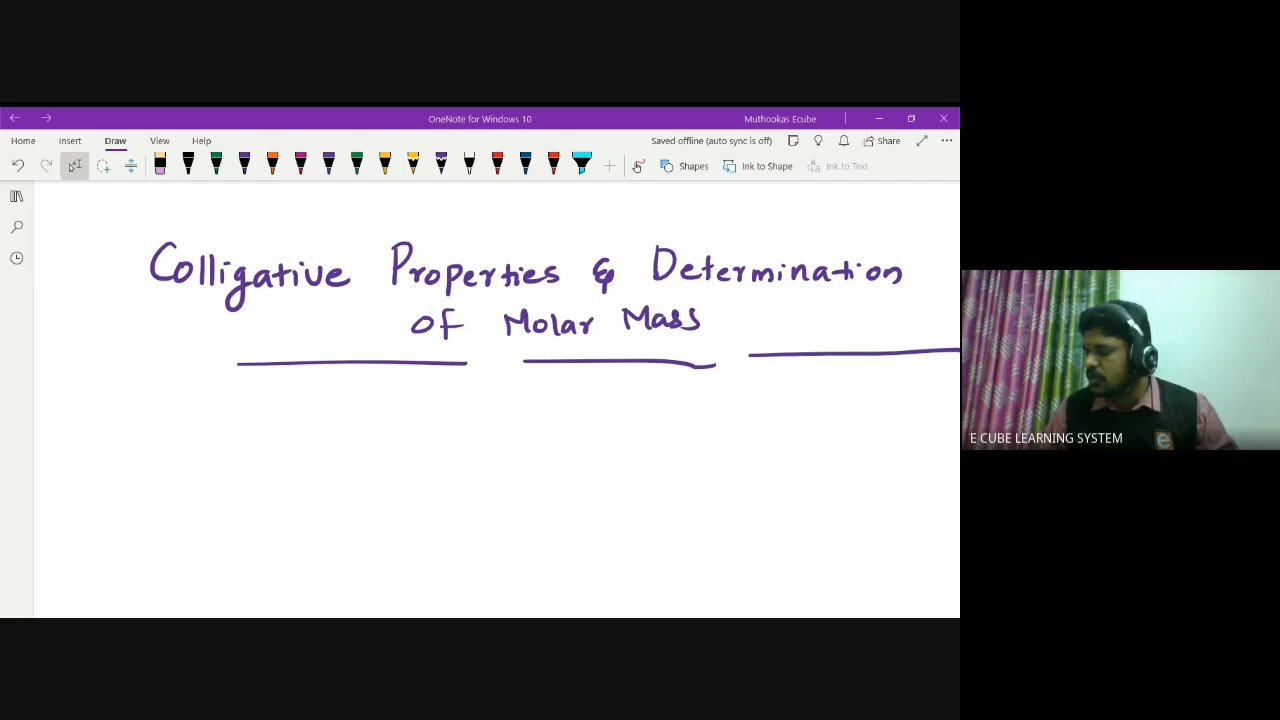 OneNote for Windows 10
Muthookas Ecube
Home Insert Draw View Help
Saved offline (auto sync is off)
Share
Shapes
Ink to Shape
Ink to Text
Colligative Properties & Determination
of Molar Mass
E CUBE LEARNING SYSTEM
e